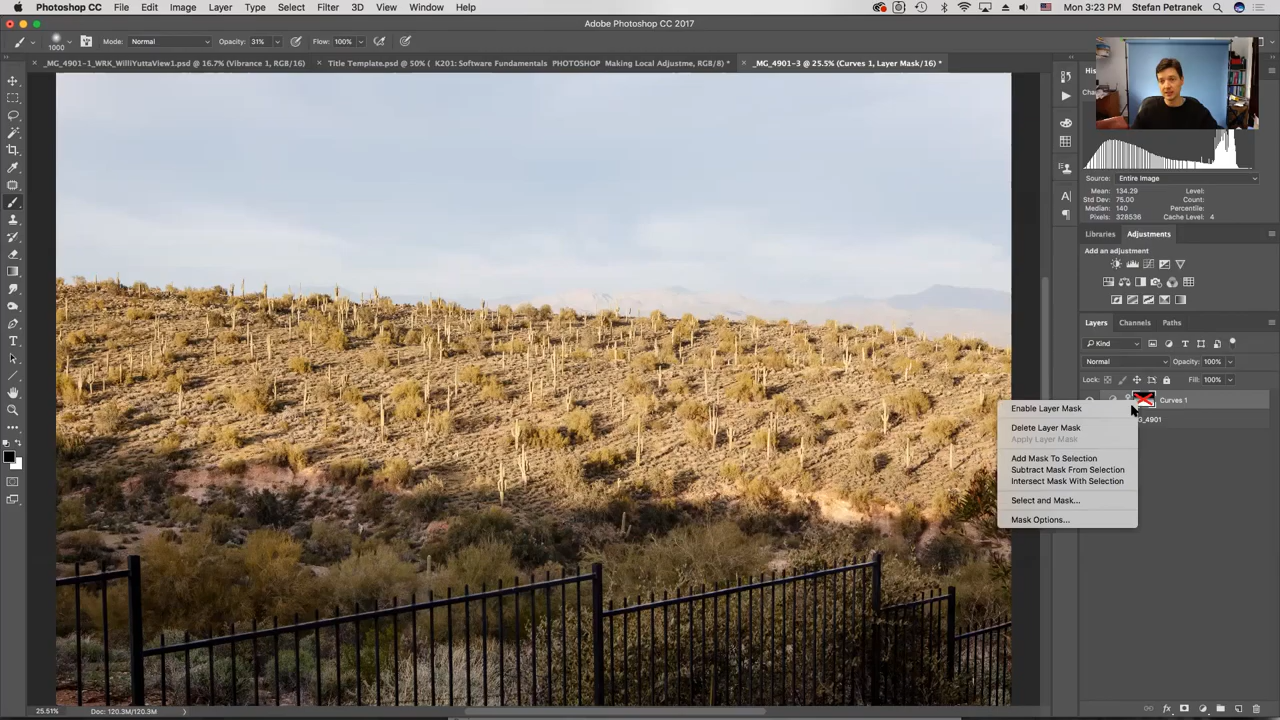 Photoshop CC File Edit Image Layer Type Select Filter 3D View Window Help Mon 3:23 PM Stefan Petranek
Adobe Photoshop CC 2017
1000 Mode: Normal Opacity: 31% Flow: 100%
_MG_4901-1_WRK_WilliYuttaView1.psd @ 16.7% (Vibrance 1, RGB/16) Title Template.psd @ 50% ( K201: Software Fundamentals PHOTOSHOP Making Local Adjustme, RGB/8) * _MG_4901-3 @ 25.5% (Curves 1, Layer Mask/16) *
Source: Entire Image
Mean: 134.29 Level:
Std Dev: 75.00 Count:
Median: 140 Percentile:
Pixels: 328536 Cache Level: 4
Libraries Adjustments
Add an adjustment
Layers Channels Paths
Kind
Normal Opacity: 100%
Lock: Fill: 100%
Curves 1
Enable Layer Mask
Delete Layer Mask
Apply Layer Mask
Add Mask To Selection
Subtract Mask From Selection
Intersect Mask With Selection
Select and Mask...
Mask Options...
25.51% Doc: 120.3M/120.3M